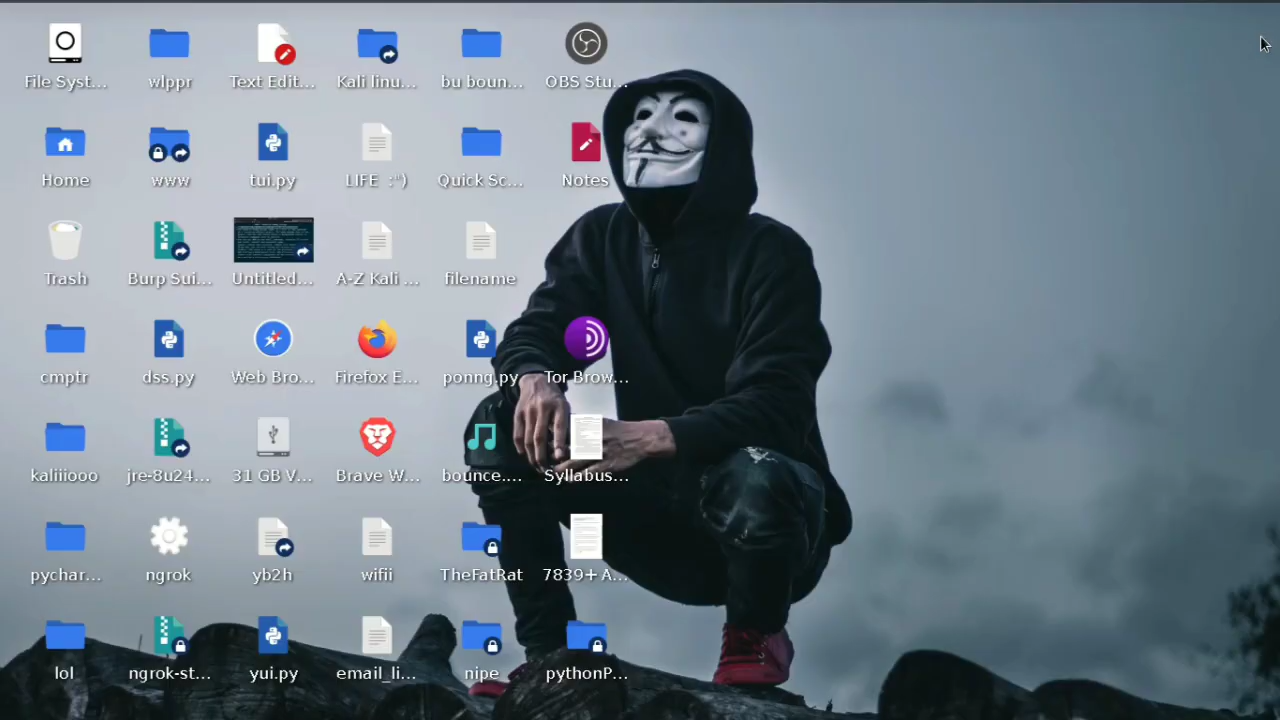 File Syst...
wlppr
Text Edit...
Kali linu...
bu boun...
OBS Stu...
Home
www
tui.py
LIFE :")
Quick Sc...
Notes
Trash
Burp Sui...
Untitled...
A-Z Kali ...
filename
cmptr
dss.py
Web Bro...
Firefox E...
ponng.py
Tor Brow...
kaliiiooo
jre-8u24...
31 GB V...
Brave W...
bounce....
Syllabus...
pychar...
ngrok
yb2h
wifii
TheFatRat
7839+ A...
lol
ngrok-st...
yui.py
email_li...
nipe
pythonP...